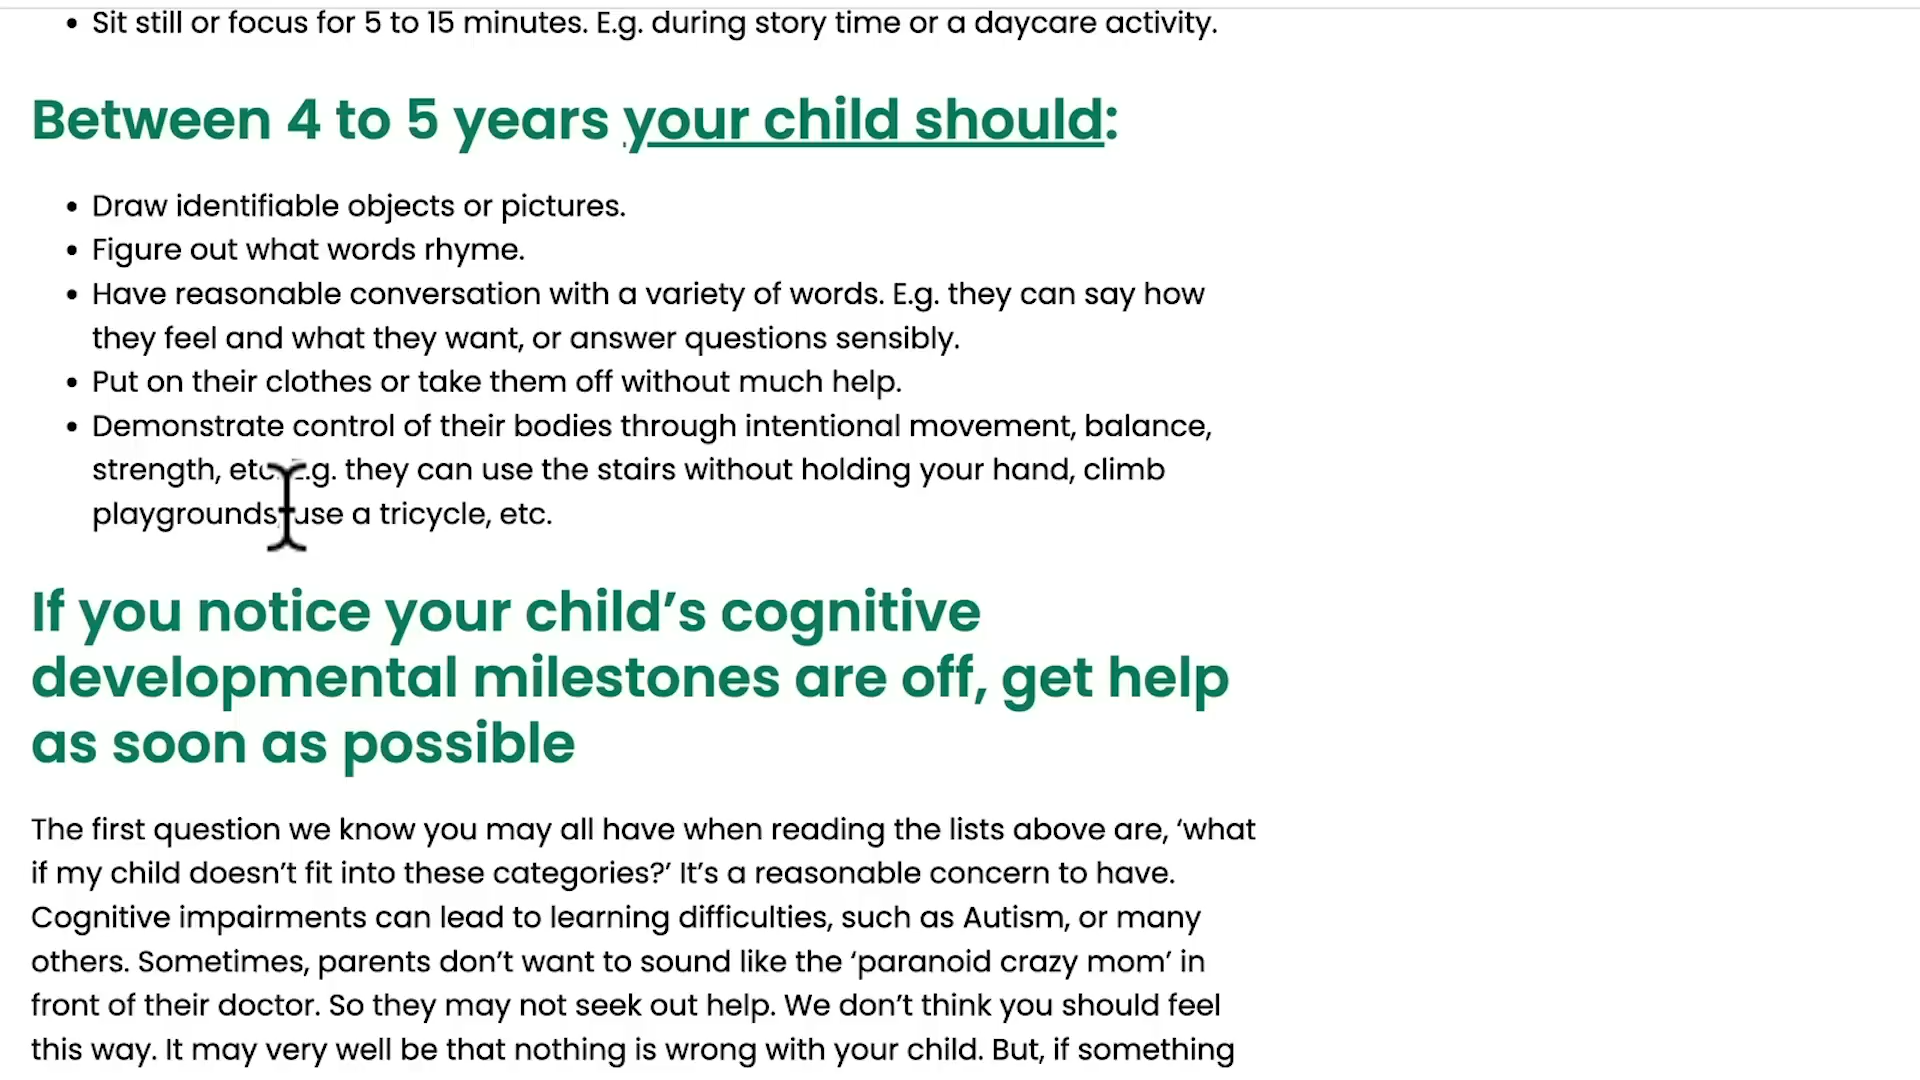 • Sit still or focus for 5 to 15 minutes. E.g. during story time or a daycare activity.
Between 4 to 5 years your child should:
• Draw identifiable objects or pictures.
• Figure out what words rhyme.
• Have reasonable conversation with a variety of words. E.g. they can say how
they feel and what they want, or answer questions sensibly.
• Put on their clothes or take them off without much help.
• Demonstrate control of their bodies through intentional movement, balance,
strength, etc. E.g. they can use the stairs without holding your hand, climb
playgrounds, use a tricycle, etc.
If you notice your child’s cognitive
developmental milestones are off, get help
as soon as possible
The first question we know you may all have when reading the lists above are, ‘what
if my child doesn’t fit into these categories?’ It’s a reasonable concern to have.
Cognitive impairments can lead to learning difficulties, such as Autism, or many
others. Sometimes, parents don’t want to sound like the ‘paranoid crazy mom’ in
front of their doctor. So they may not seek out help. We don’t think you should feel
this way. It may very well be that nothing is wrong with your child. But, if something